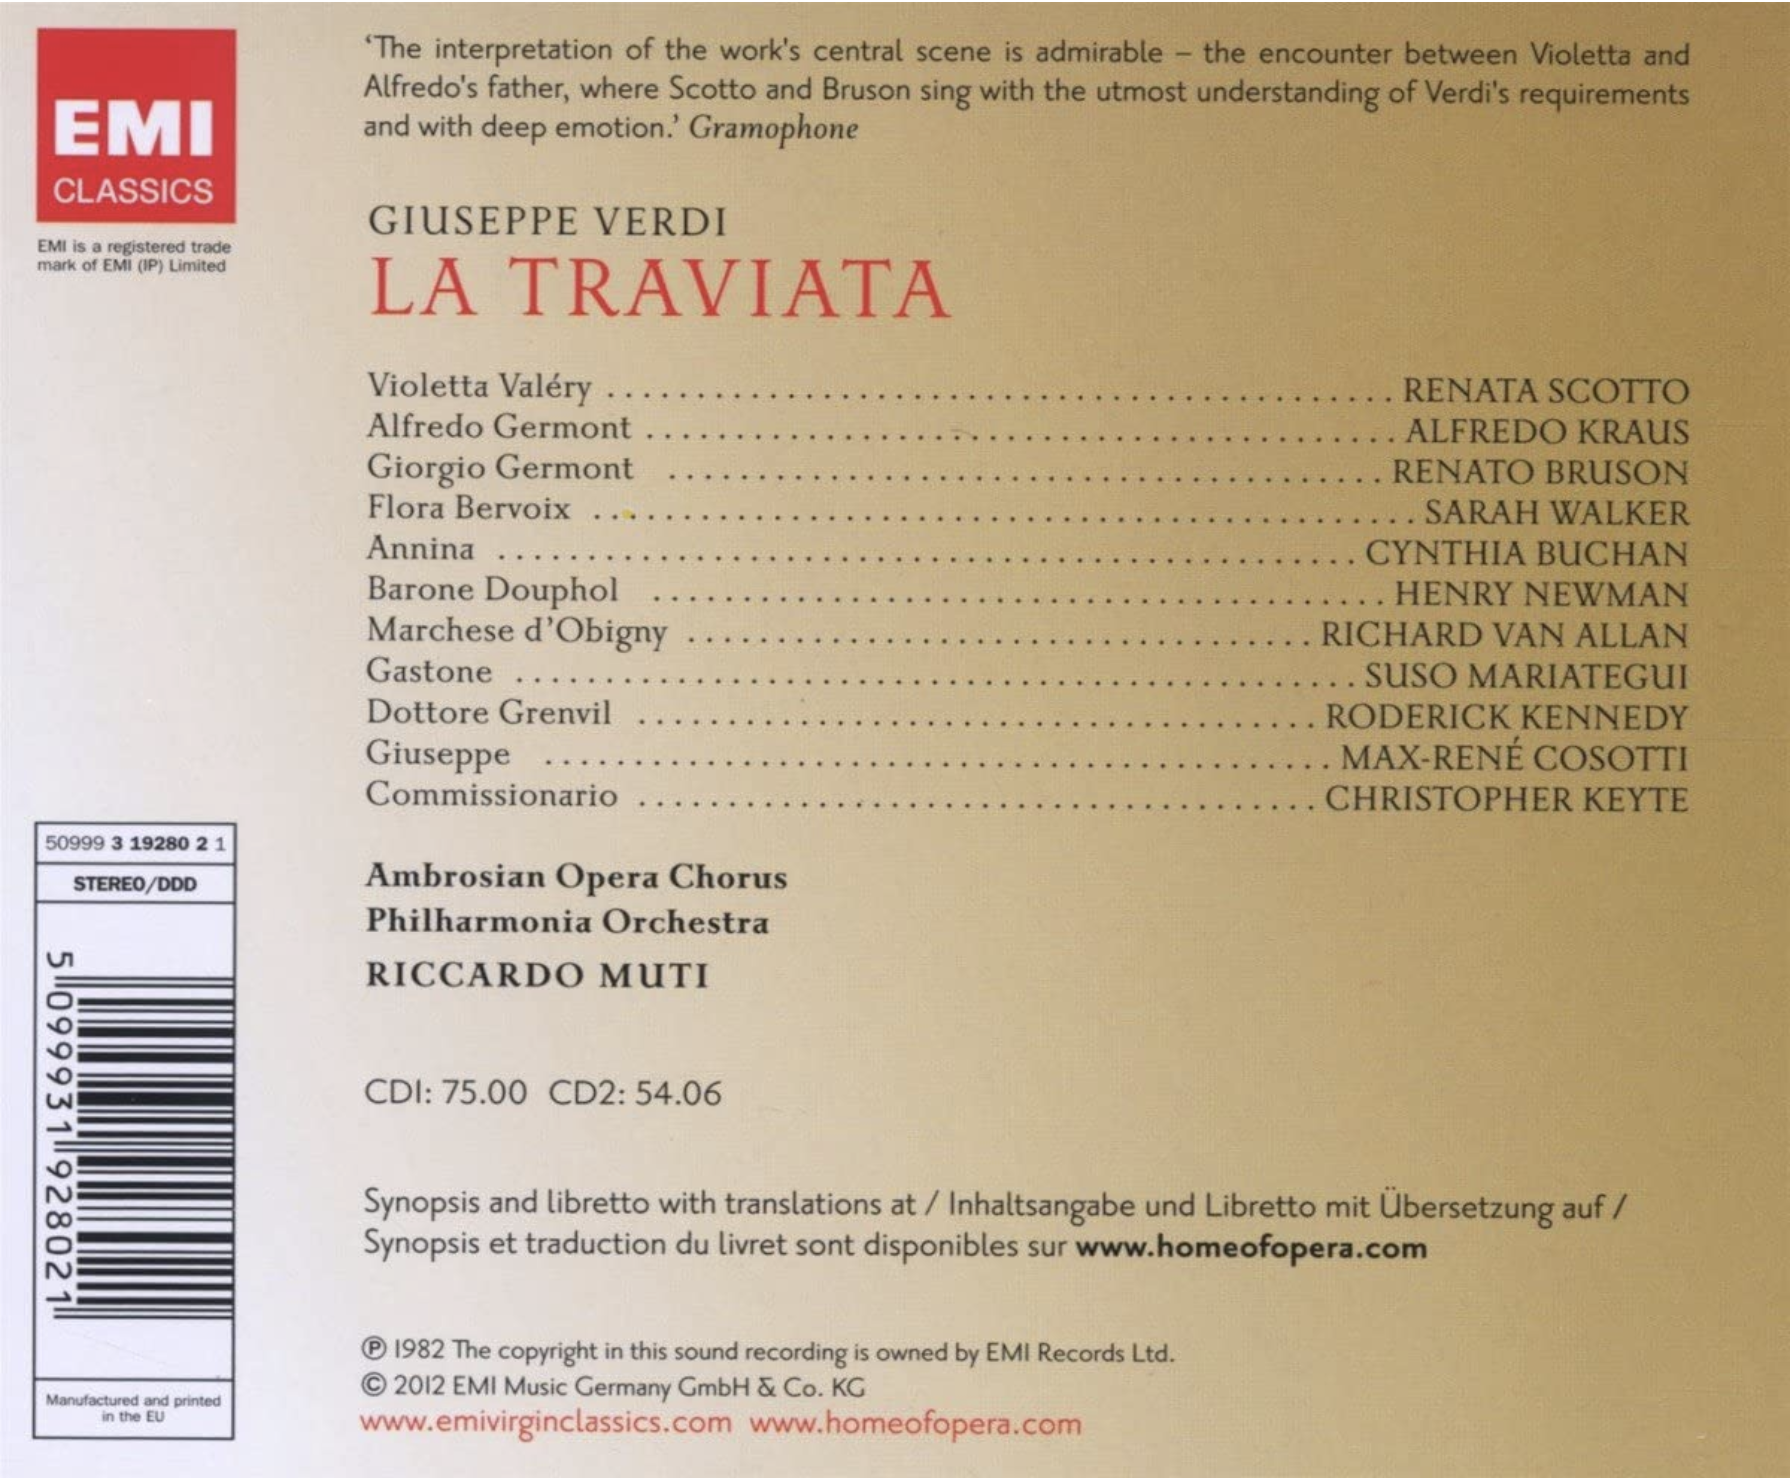 EMI
CLASSICS
EMI is a registered trade
mark of EMI (IP) Limited
‘The interpretation of the work's central scene is admirable – the encounter between Violetta and
Alfredo's father, where Scotto and Bruson sing with the utmost understanding of Verdi's requirements
and with deep emotion.’ Gramophone
GIUSEPPE VERDI
LA TRAVIATA
Violetta Valéry . . . . . . . . . . RENATA SCOTTO
Alfredo Germont . . . . . . . . . . ALFREDO KRAUS
Giorgio Germont . . . . . . . . . . RENATO BRUSON
Flora Bervoix . . . . . . . . . . SARAH WALKER
Annina . . . . . . . . . . CYNTHIA BUCHAN
Barone Douphol . . . . . . . . . . HENRY NEWMAN
Marchese d’Obigny . . . . . . . . . . RICHARD VAN ALLAN
Gastone . . . . . . . . . . SUSO MARIATEGUI
Dottore Grenvil . . . . . . . . . . RODERICK KENNEDY
Giuseppe . . . . . . . . . . MAX-RENÉ COSOTTI
Commissionario . . . . . . . . . . CHRISTOPHER KEYTE
Ambrosian Opera Chorus
Philharmonia Orchestra
RICCARDO MUTI
CD1: 75.00 CD2: 54.06
Synopsis and libretto with translations at / Inhaltsangabe und Libretto mit Übersetzung auf /
Synopsis et traduction du livret sont disponibles sur www.homeofopera.com
℗ 1982 The copyright in this sound recording is owned by EMI Records Ltd.
© 2012 EMI Music Germany GmbH & Co. KG
www.emivirginclassics.com www.homeofopera.com
50999 3 19280 2 1
STEREO/DDD
5 099931 928021
Manufactured and printed
in the EU